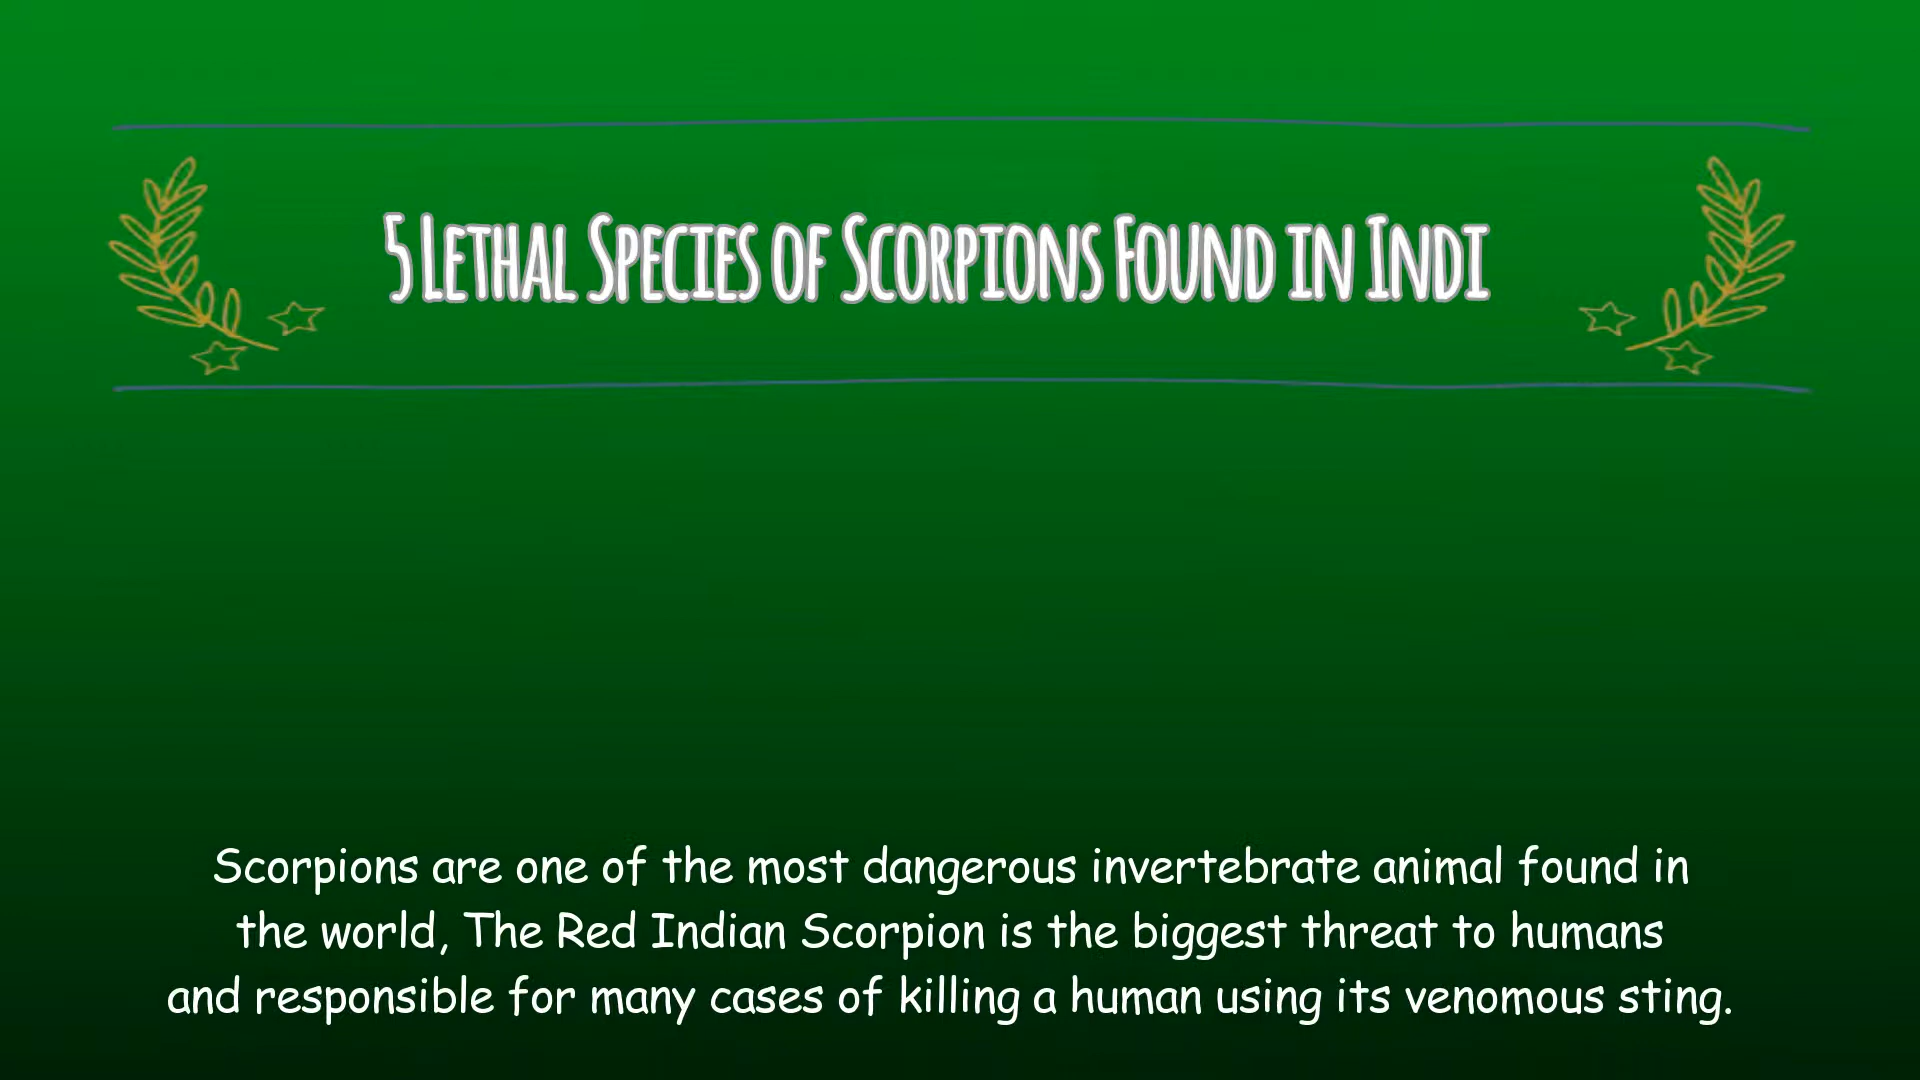 5 Lethal Species of Scorpions Found in Indi
Scorpions are one of the most dangerous invertebrate animal found in
the world, The Red Indian Scorpion is the biggest threat to humans
and responsible for many cases of killing a human using its venomous sting.